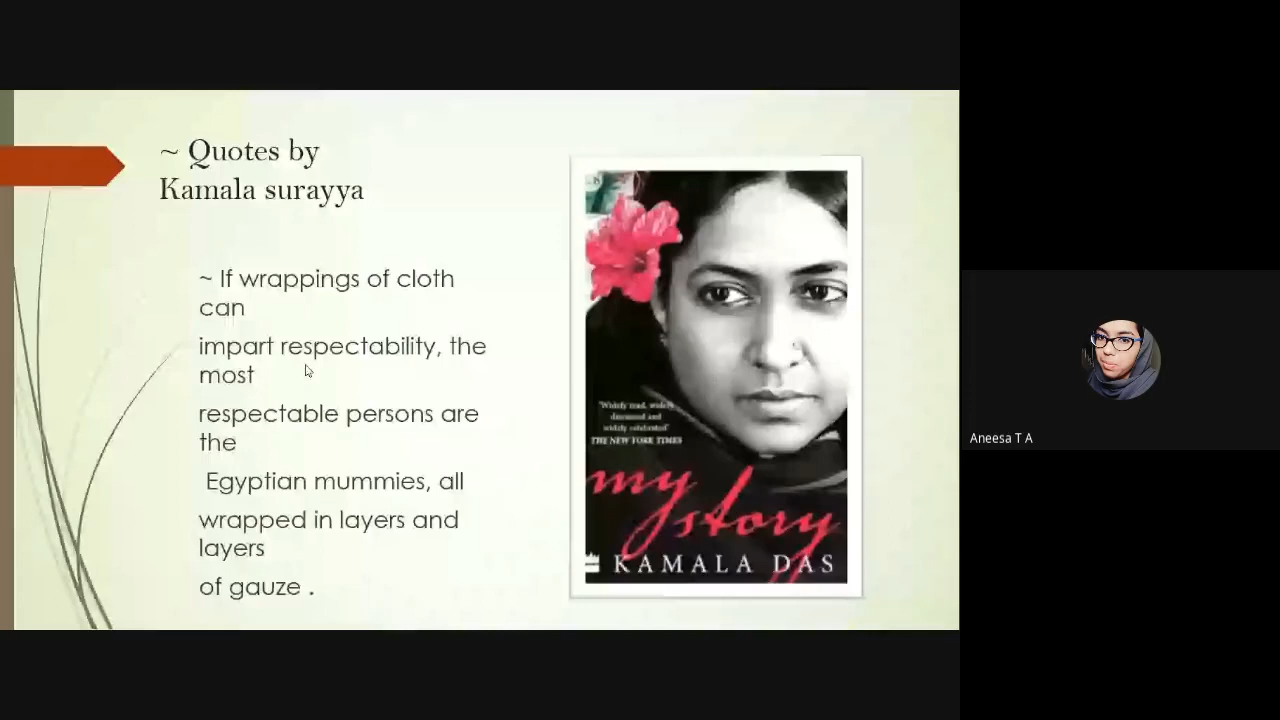 ~ Quotes by
Kamala surayya
~ If wrappings of cloth
can
impart respectability, the
most
respectable persons are
the
Egyptian mummies, all
wrapped in layers and
layers
of gauze .
"Widely read, widely
discussed and
widely celebrated"
THE NEW YORK TIMES
my
story
KAMALA DAS
Aneesa T A